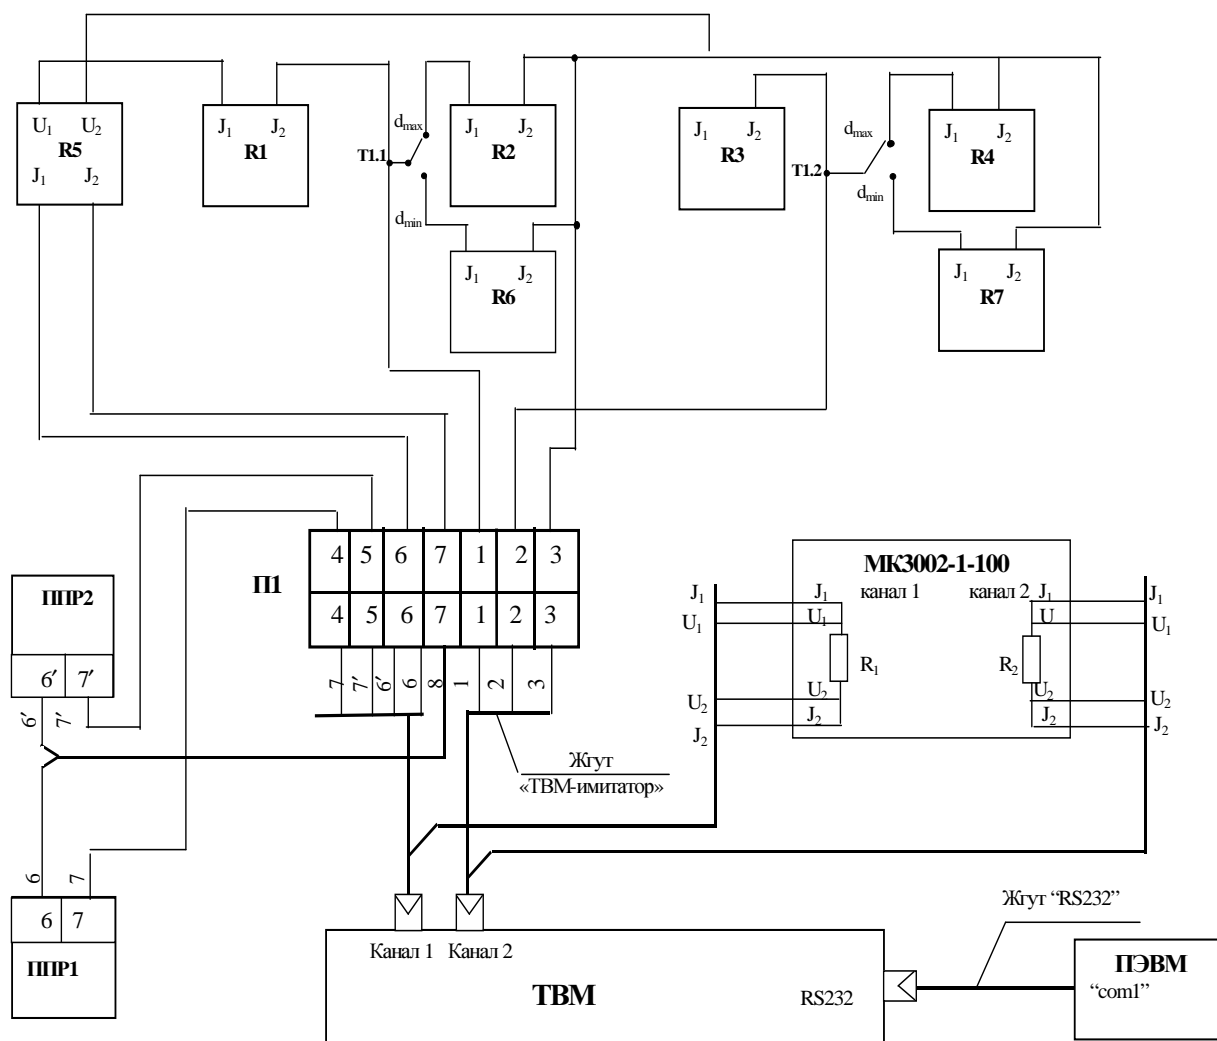 U₁ U₂
R5
J₁ J₂
J₁ J₂
R1
T1.1
d_max
d_min
J₁ J₂
R2
J₁ J₂
R6
J₁ J₂
R3
T1.2
d_max
d_min
J₁ J₂
R4
J₁ J₂
R7
П1
4 5 6 7 1 2 3
4 5 6 7 1 2 3
7 7' 6' 6 8 1 2 3
ППР2
6' 7'
6' 7'
6 7
6 7
ППР1
Жгут
«ТВМ-имитатор»
МК3002-1-100
канал 1 канал 2
J₁ J₁ J₁ J₁
U₁ U₁ U U₁
R₁ R₂
U₂ U₂ U₂ U₂
J₂ J₂ J₂ J₂
Канал 1 Канал 2
ТВМ
RS232
Жгут “RS232”
ПЭВМ
“com1”